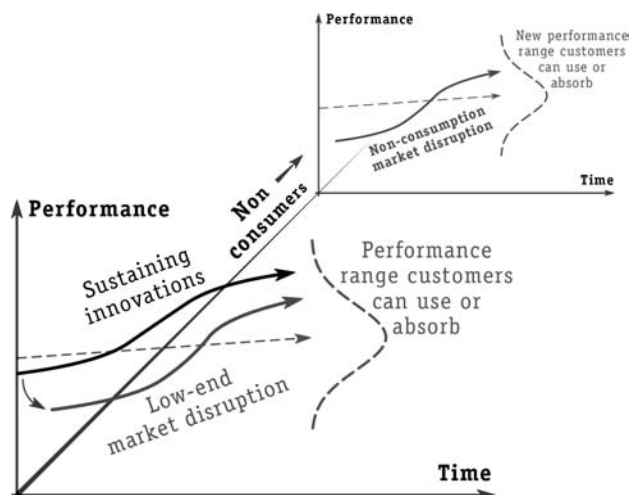 Performance
New performance
range customers
can use or
absorb
Non-consumption
market disruption
Time
Non
consumers
Performance
Sustaining
innovations
Performance
range customers
can use or
absorb
Low-end
market disruption
Time